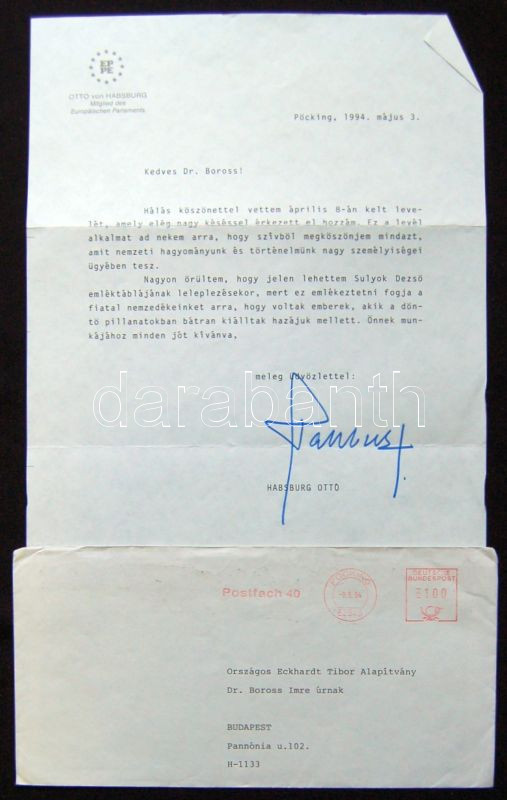 EP
PE
OTTO von HABSBURG
Mitglied des
Europäischen Parlaments
Pöcking, 1994. május 3.
Kedves Dr. Boross!
Hálás köszönettel vettem április 8-án kelt leve-
lét, amely elég nagy késéssel érkezett el hozzám. Ez a levél
alkalmat ad nekem arra, hogy szívből megköszönjem mindazt,
amit nemzeti hagyományunk és történelmünk nagy személyiségei
ügyében tesz.
Nagyon örültem, hogy jelen lehettem Sulyok Dezső
emléktáblájának leleplezésekor, mert ez emlékeztetni fogja a
fiatal nemzedékeinket arra, hogy voltak emberek, akik a dön-
tő pillanatokban bátran kiálltak hazájuk mellett. Önnek mun-
kájához minden jót kívánva,
meleg üdvözlettel:
darabanth
HABSBURG OTTÓ
Postfach 40
PÖCKING
DEUTSCHE
BUNDESPOST
100
Országos Eckhardt Tibor Alapítvány
Dr. Boross Imre úrnak
BUDAPEST
Pannónia u.102.
H-1133